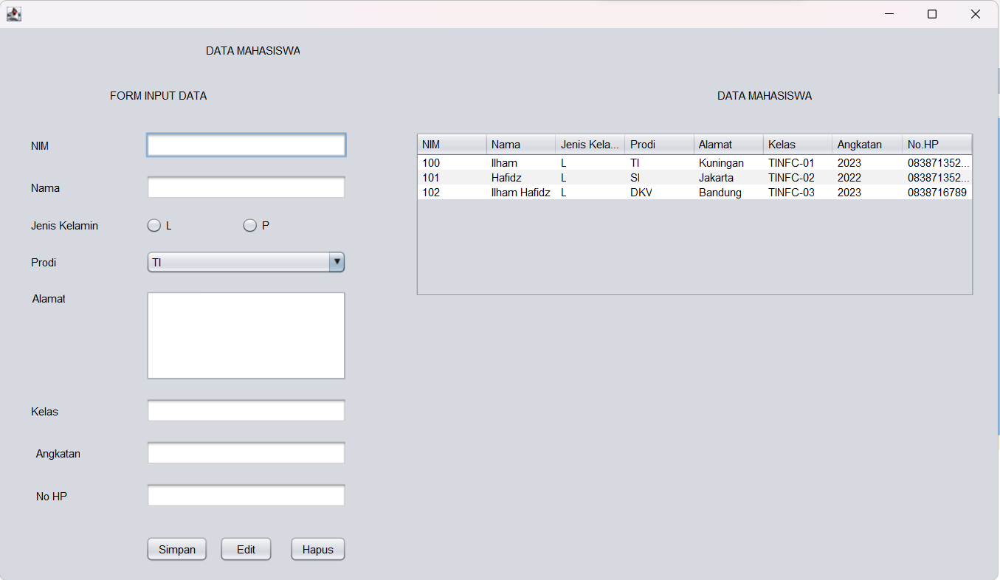 DATA MAHASISWA
FORM INPUT DATA
NIM
Nama
Jenis Kelamin L P
Prodi TI
Alamat
Kelas
Angkatan
No HP
Simpan Edit Hapus
DATA MAHASISWA
NIM Nama Jenis Kela... Prodi Alamat Kelas Angkatan No.HP
100 Ilham L TI Kuningan TINFC-01 2023 083871352...
101 Hafidz L SI Jakarta TINFC-02 2022 083871352...
102 Ilham Hafidz L DKV Bandung TINFC-03 2023 0838716789